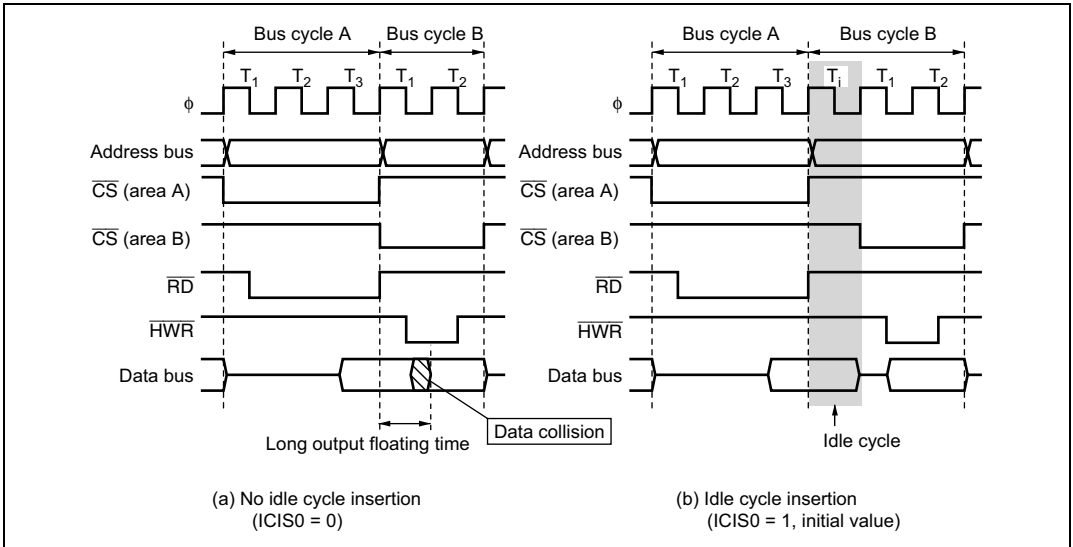 Bus cycle A
Bus cycle B
T1 T2 T3 T1 T2
ϕ
Address bus
CS (area A)
CS (area B)
RD
HWR
Data bus
Long output floating time
Data collision
(a) No idle cycle insertion
(ICIS0 = 0)
Bus cycle A
Bus cycle B
T1 T2 T3 Ti T1 T2
ϕ
Address bus
CS (area A)
CS (area B)
RD
HWR
Data bus
Idle cycle
(b) Idle cycle insertion
(ICIS0 = 1, initial value)